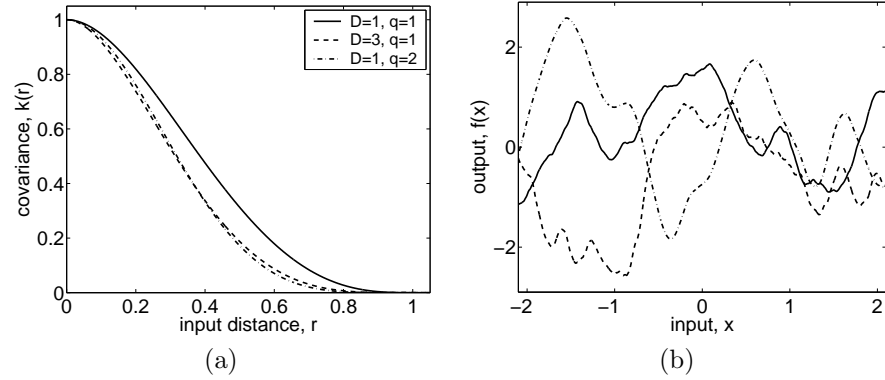 1
0.8
0.6
0.4
0.2
0
0
0.2
0.4
0.6
0.8
1
covariance, k(r)
input distance, r
D=1, q=1
D=3, q=1
D=1, q=2
(a)
2
0
−2
−2
−1
0
1
2
output, f(x)
input, x
(b)